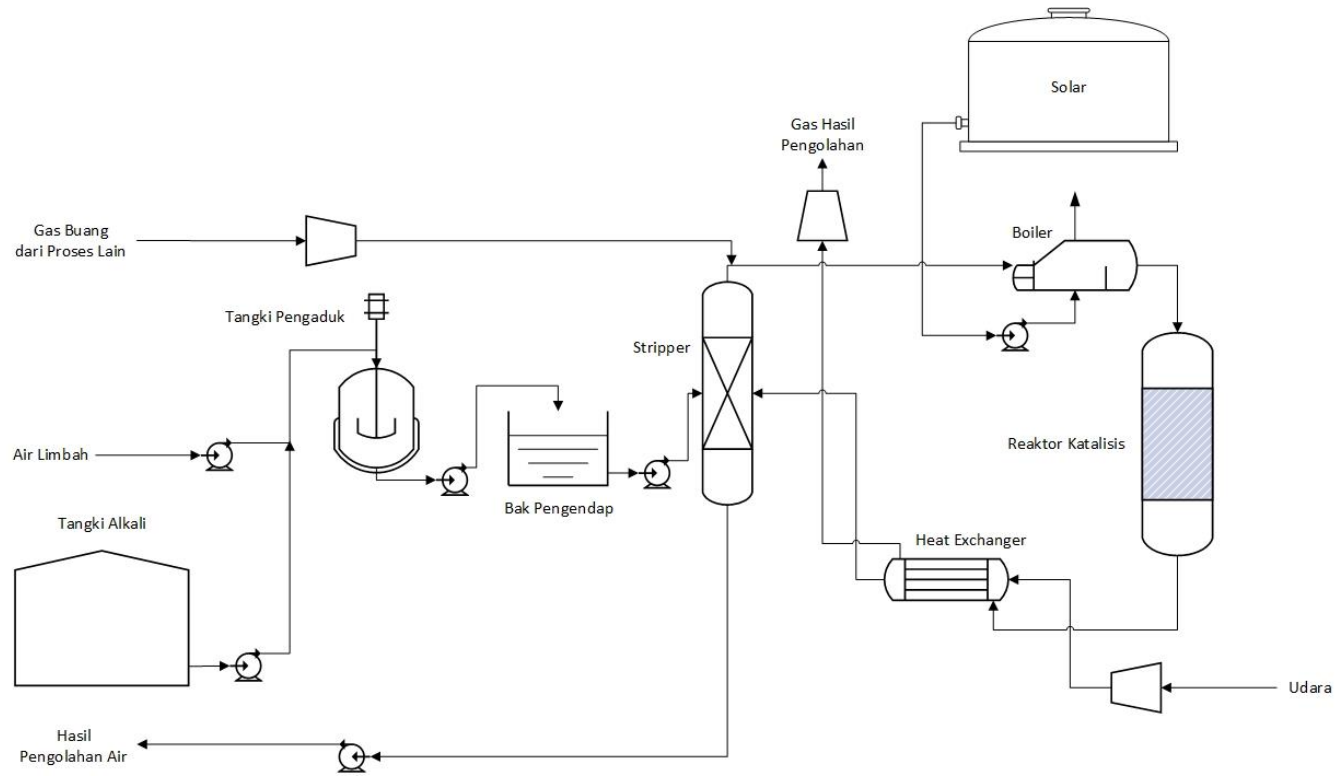 Solar
Gas Hasil
Pengolahan
Gas Buang
dari Proses Lain
Boiler
Tangki Pengaduk
Stripper
Air Limbah
Reaktor Katalisis
Bak Pengendap
Tangki Alkali
Heat Exchanger
Udara
Hasil
Pengolahan Air